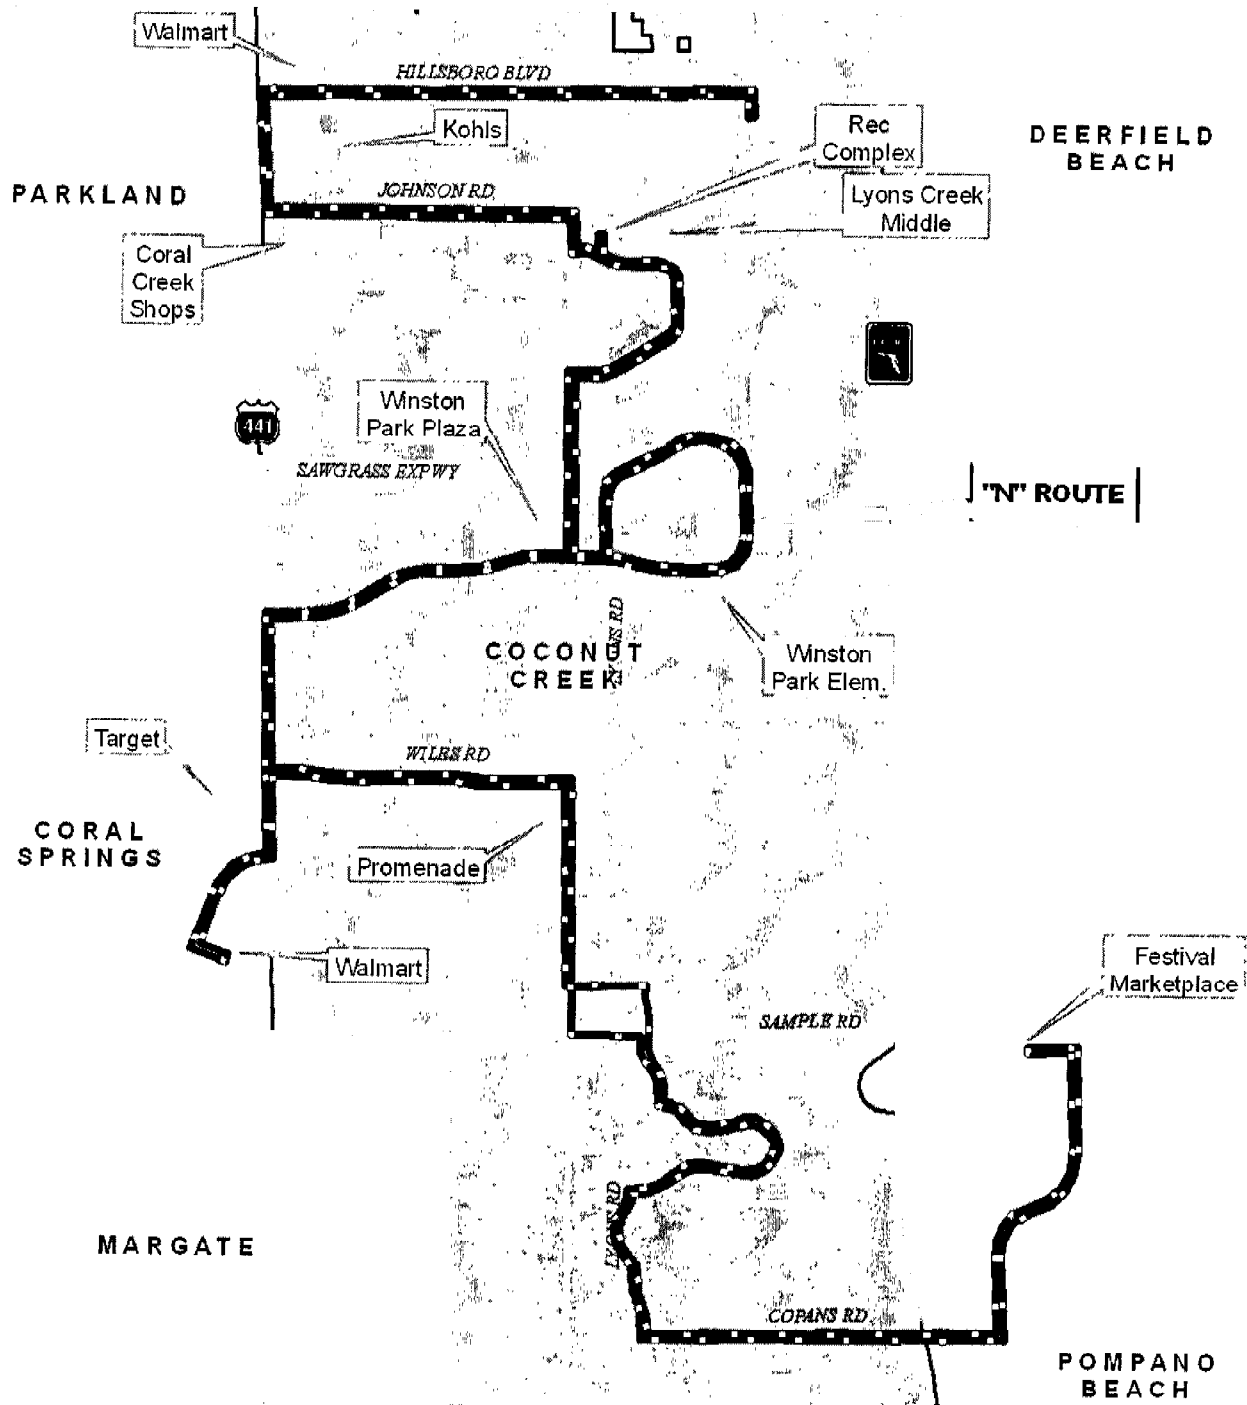 Walmart
HILLSBORO BLVD
Kohls
Rec
Complex
DEERFIELD
BEACH
PARKLAND
JOHNSON RD
Lyons Creek
Middle
Coral
Creek
Shops
Winston
Park Plaza
441
SAWGRASS EXPWY
"N" ROUTE
LYONS RD
COCONUT
CREEK
Winston
Park Elem.
Target
WILES RD
CORAL
SPRINGS
Promenade
Walmart
Festival
Marketplace
SAMPLE RD
LYONS RD
MARGATE
COPANS RD
POMPANO
BEACH